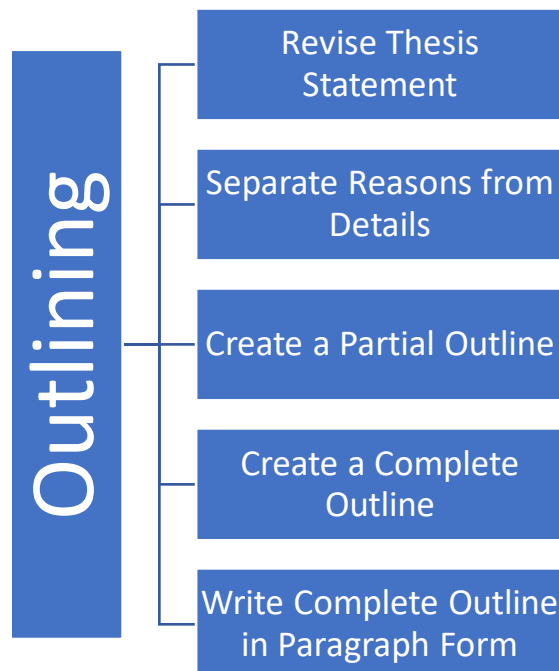 Outlining
Revise Thesis
Statement
Separate Reasons from
Details
Create a Partial Outline
Create a Complete
Outline
Write Complete Outline
in Paragraph Form